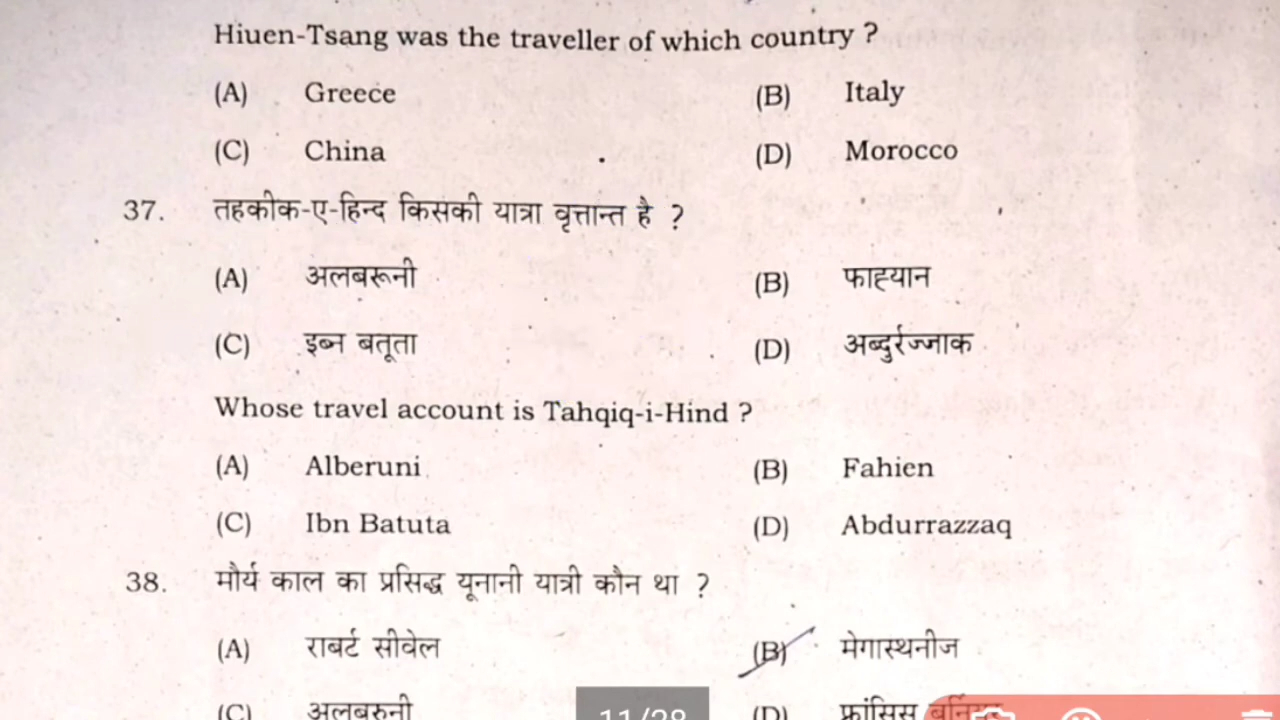 Hiuen-Tsang was the traveller of which country ?
(A) Greece (B) Italy
(C) China (D) Morocco
37. तहकीक-ए-हिन्द किसकी यात्रा वृत्तान्त है ?
(A) अलबरूनी (B) फाह्यान
(C) इब्न बतूता (D) अब्दुर्रज्जाक
Whose travel account is Tahqiq-i-Hind ?
(A) Alberuni (B) Fahien
(C) Ibn Batuta (D) Abdurrazzaq
38. मौर्य काल का प्रसिद्ध यूनानी यात्री कौन था ?
(A) राबर्ट सीवेल (B) मेगास्थनीज
(C) अलबरुनी (D) फ्रांसिस बर्नियर
11/28